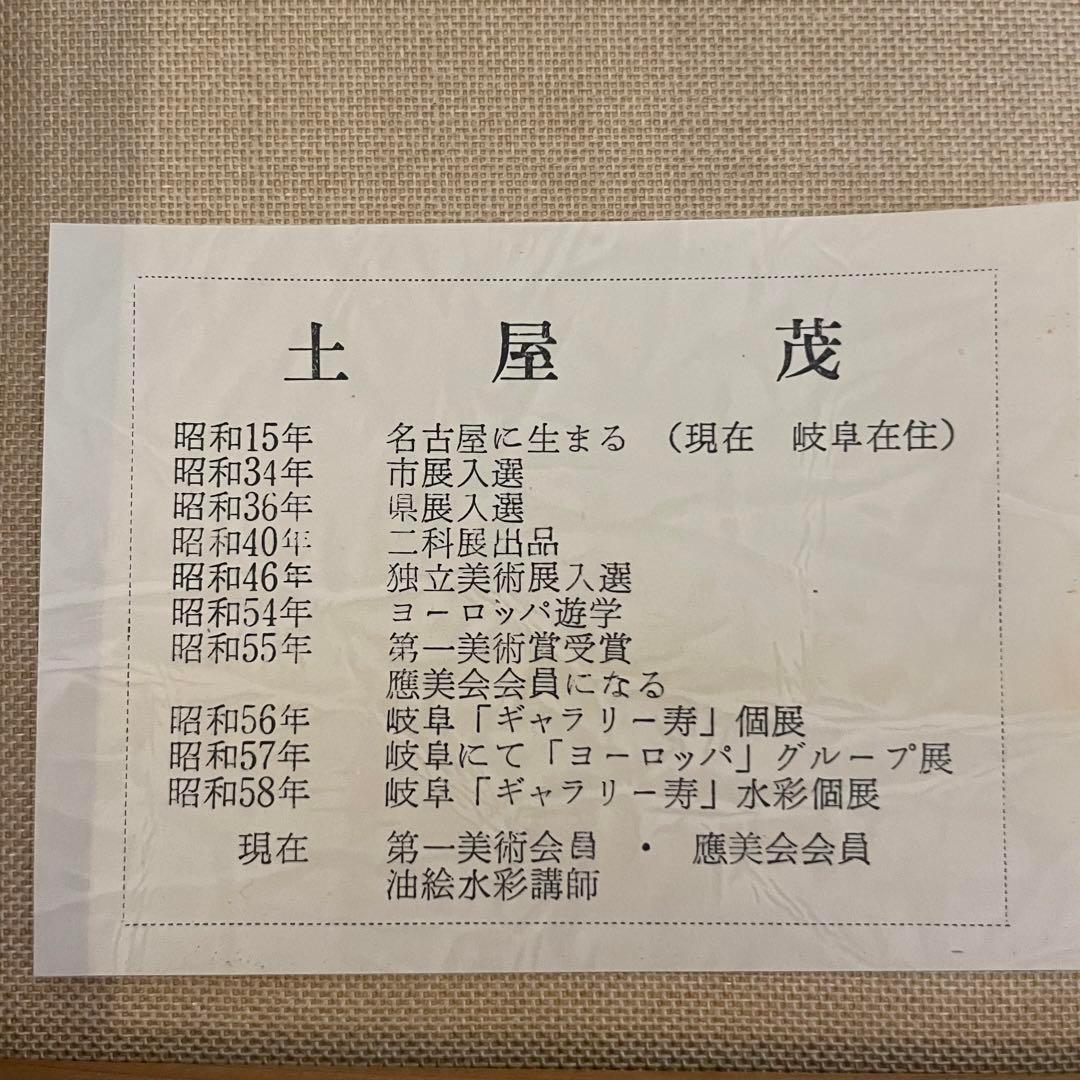 土屋茂
昭和15年 名古屋に生まる （現在 岐阜在住）
昭和34年 市展入選
昭和36年 県展入選
昭和40年 二科展出品
昭和46年 独立美術展入選
昭和54年 ヨーロッパ遊学
昭和55年 第一美術賞受賞
應美会会員になる
昭和56年 岐阜「ギャラリー寿」個展
昭和57年 岐阜にて「ヨーロッパ」グループ展
昭和58年 岐阜「ギャラリー寿」水彩個展
現在 第一美術会員 ・ 應美会会員
油絵水彩講師